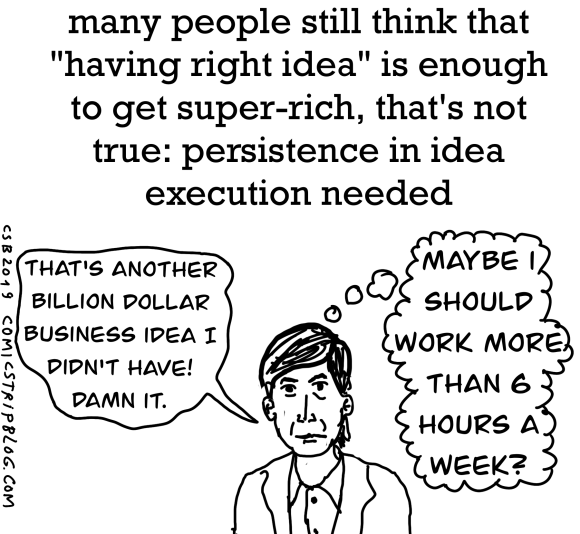 many people still think that
"having right idea" is enough
to get super-rich, that's not
true: persistence in idea
execution needed
THAT'S ANOTHER
BILLION DOLLAR
BUSINESS IDEA I
DIDN'T HAVE!
DAMN IT.
MAYBE I
SHOULD
WORK MORE
THAN 6
HOURS A
WEEK?
CSB2019 COMICSTRIPBLOG.COM